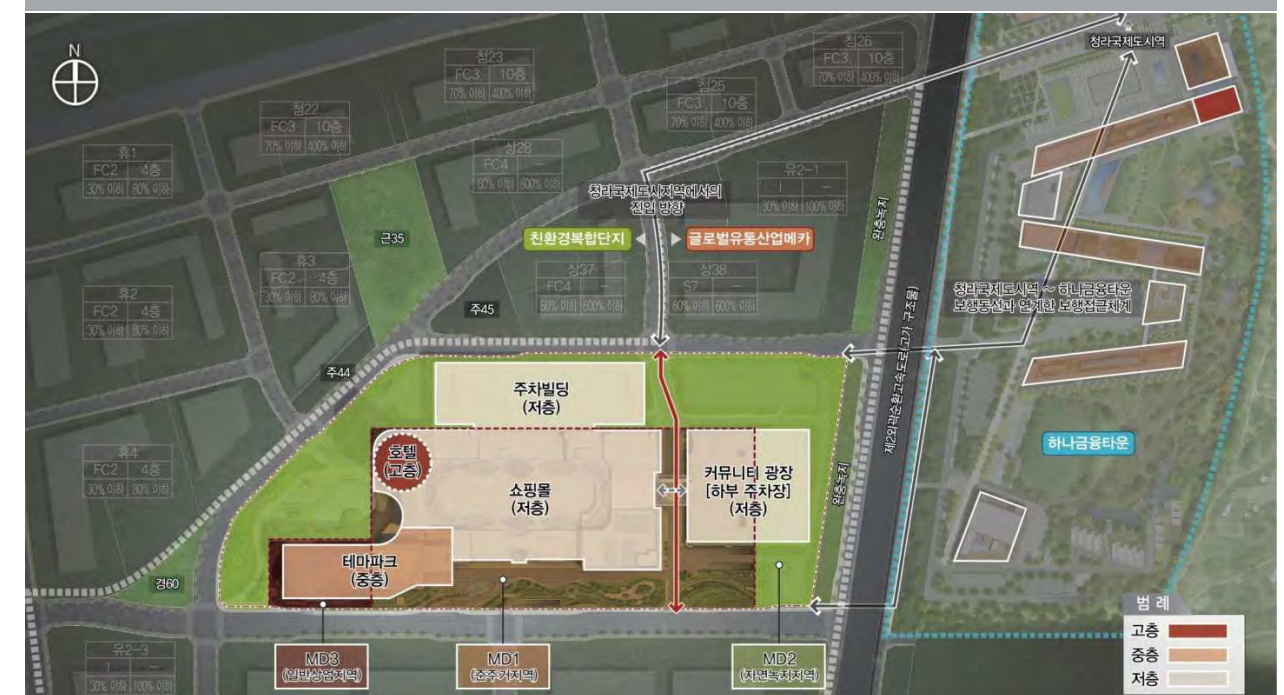 N
청라국제도시역
첨26
FC3 10층
70% 이하 400% 이하
첨23
FC3 10층
70% 이하 400% 이하
첨25
FC3 10층
70% 이하 400% 이하
첨22
FC3 10층
70% 이하 400% 이하
상28
FC4 -
60% 이하 600% 이하
휴1
FC2 4층
30% 이하 80% 이하
유2-1
I -
30% 이하 100% 이하
청라국제도시지역에서의
진입 방향
완충녹지
근35
친환경복합단지
글로벌유통산업메카
휴3
FC2 4층
30% 이하 80% 이하
상37
FC4 -
60% 이하 600% 이하
상38
S7 -
60% 이하 600% 이하
휴2
FC2 4층
30% 이하 80% 이하
주45
청라국제도시역 ~ 하나금융타운
보행동선과 연계한 보행접근체계
제2외곽순환고속도로(고가 구조물)
주44
주차빌딩
(저층)
호텔
(고층)
쇼핑몰
(저층)
커뮤니티 광장
[하부 주차장]
(저층)
하나금융타운
휴4
FC2 4층
30% 이하 80% 이하
완충녹지
테마파크
(중층)
경60
범 례
고층
중층
저층
유2-3
I -
30% 이하 100% 이하
MD3
(일반상업지역)
MD1
(준주거지역)
MD2
(자연녹지지역)